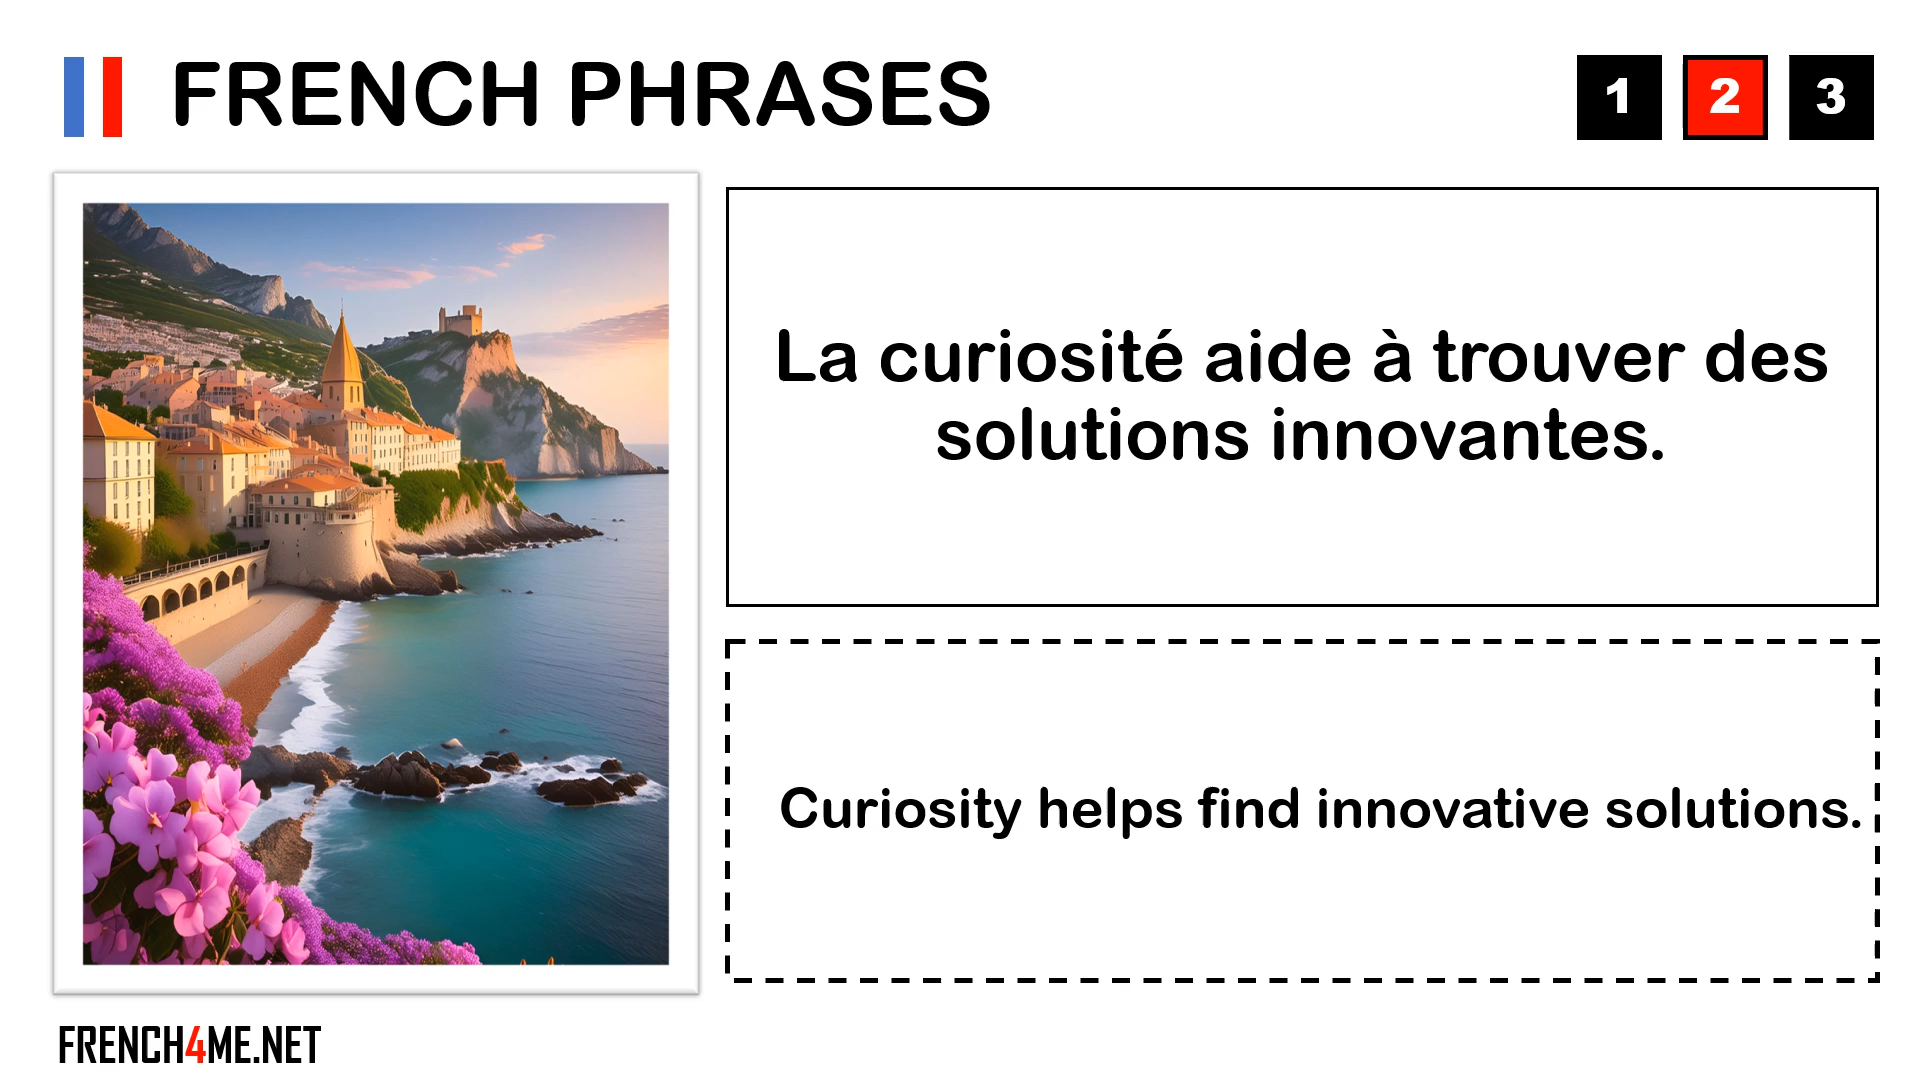 FRENCH PHRASES
1 2 3
La curiosité aide à trouver des
solutions innovantes.
Curiosity helps find innovative solutions.
FRENCH4ME.NET